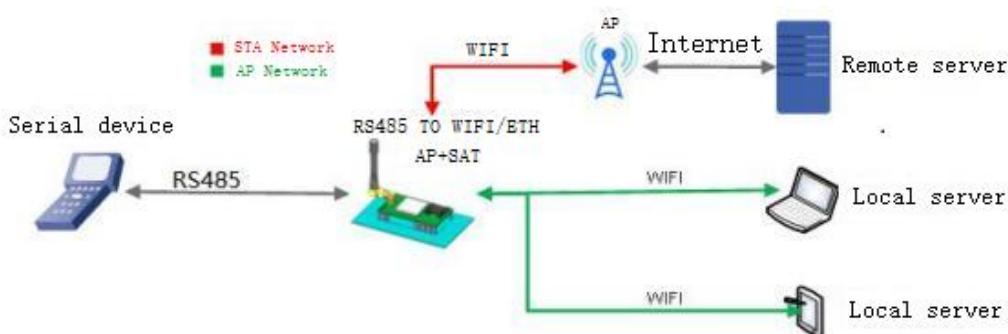 AP
STA Network
WIFI
Internet
AP Network
Remote server
Serial device
RS485 TO WIFI/ETH
AP+SAT
RS485
WIFI
Local server
WIFI
Local server